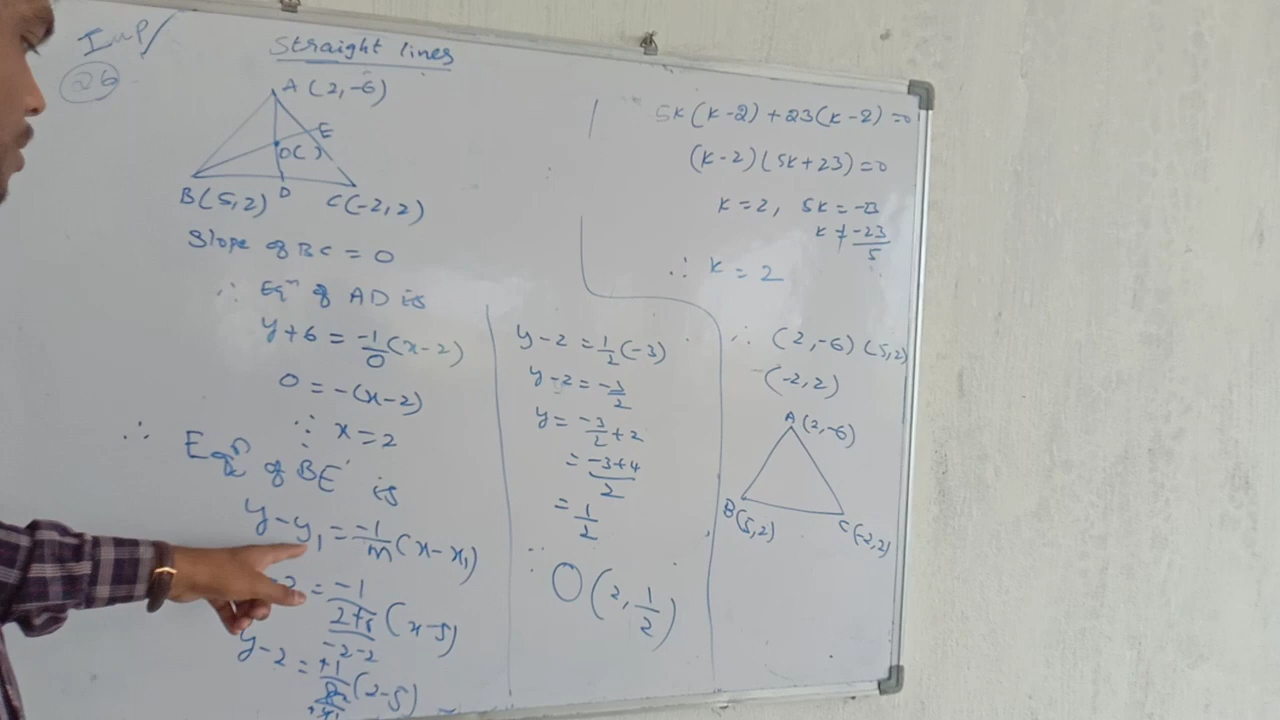 Imp/
26
Straight lines
A (2, -6)
E
O( )
B(5,2) D C(-2,2)
Slope of BC = 0
∴ Eqn of AD is
y+6 = -1/0 (x-2)
0 = -(x-2)
∴ x = 2
∴ Eqn of BE is
y-y1 = -1/m (x-x1)
-2 = -1/(2+6/-2-2) (x-5)
y-2 = +1/ (2-5)
y-2 = 1/2 (-3)
y-2 = -3/2
y = -3/2 + 2
= -3+4/2
= 1/2
∴
O (2, 1/2)
5k(k-2) + 23(k-2) = 0
(k-2)(5k+23) = 0
k = 2, 5k = -23
k ≠ -23/5
∴ k = 2
∴ (2,-6) (5,2)
(-2,2)
A (2,-6)
B(5,2) C(-2,2)